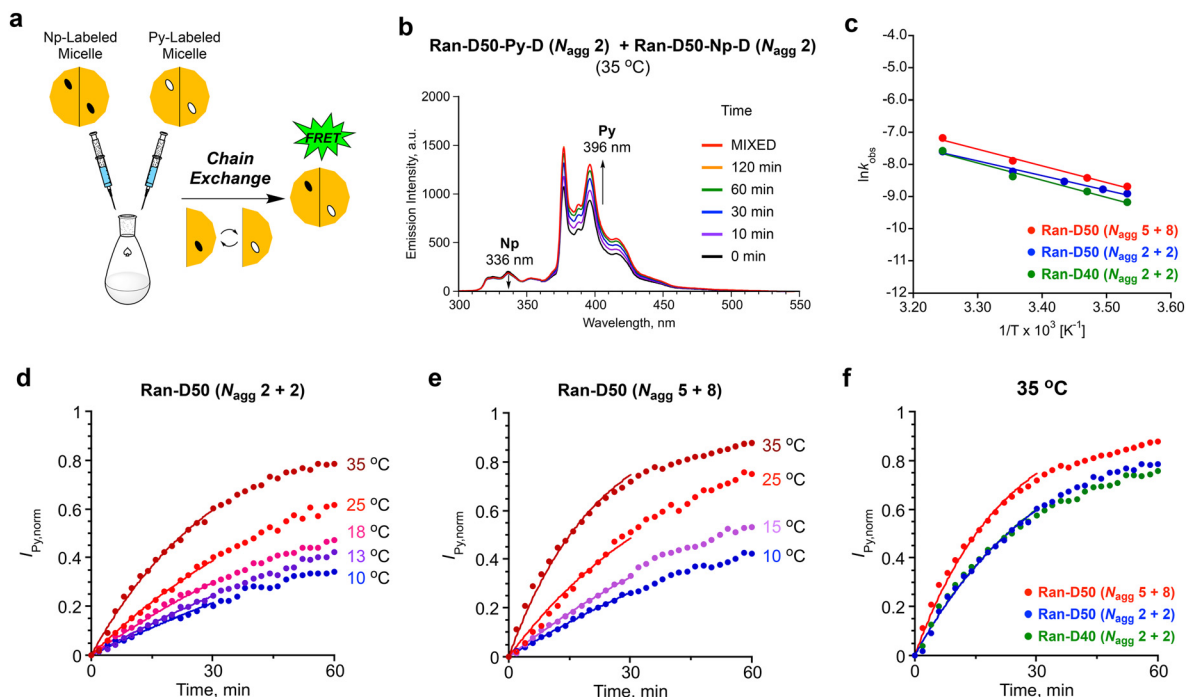 a
Np-Labeled
Micelle
Py-Labeled
Micelle
Chain
Exchange
FRET
b
Ran-D50-Py-D (Nagg 2) + Ran-D50-Np-D (Nagg 2)
(35 °C)
Emission Intensity, a.u.
2000
1500
1000
500
0
Np
336 nm
Py
396 nm
Time
MIXED
120 min
60 min
30 min
10 min
0 min
300
350
400
450
500
550
Wavelength, nm
c
lnkobs
-4.0
-6.0
-7.0
-8.0
-9.0
-10.0
-11.0
-12
Ran-D50 (Nagg 5 + 8)
Ran-D50 (Nagg 2 + 2)
Ran-D40 (Nagg 2 + 2)
3.20
3.30
3.40
3.50
3.60
1/T x 10³ [K⁻¹]
d
Ran-D50 (Nagg 2 + 2)
IPy,norm
1
0.8
0.6
0.4
0.2
0
35 °C
25 °C
18 °C
13 °C
10 °C
0
30
60
Time, min
e
Ran-D50 (Nagg 5 + 8)
IPy,norm
1
0.8
0.6
0.4
0.2
0
35 °C
25 °C
15 °C
10 °C
0
30
60
Time, min
f
35 °C
IPy,norm
1
0.8
0.6
0.4
0.2
0
Ran-D50 (Nagg 5 + 8)
Ran-D50 (Nagg 2 + 2)
Ran-D40 (Nagg 2 + 2)
0
30
60
Time, min